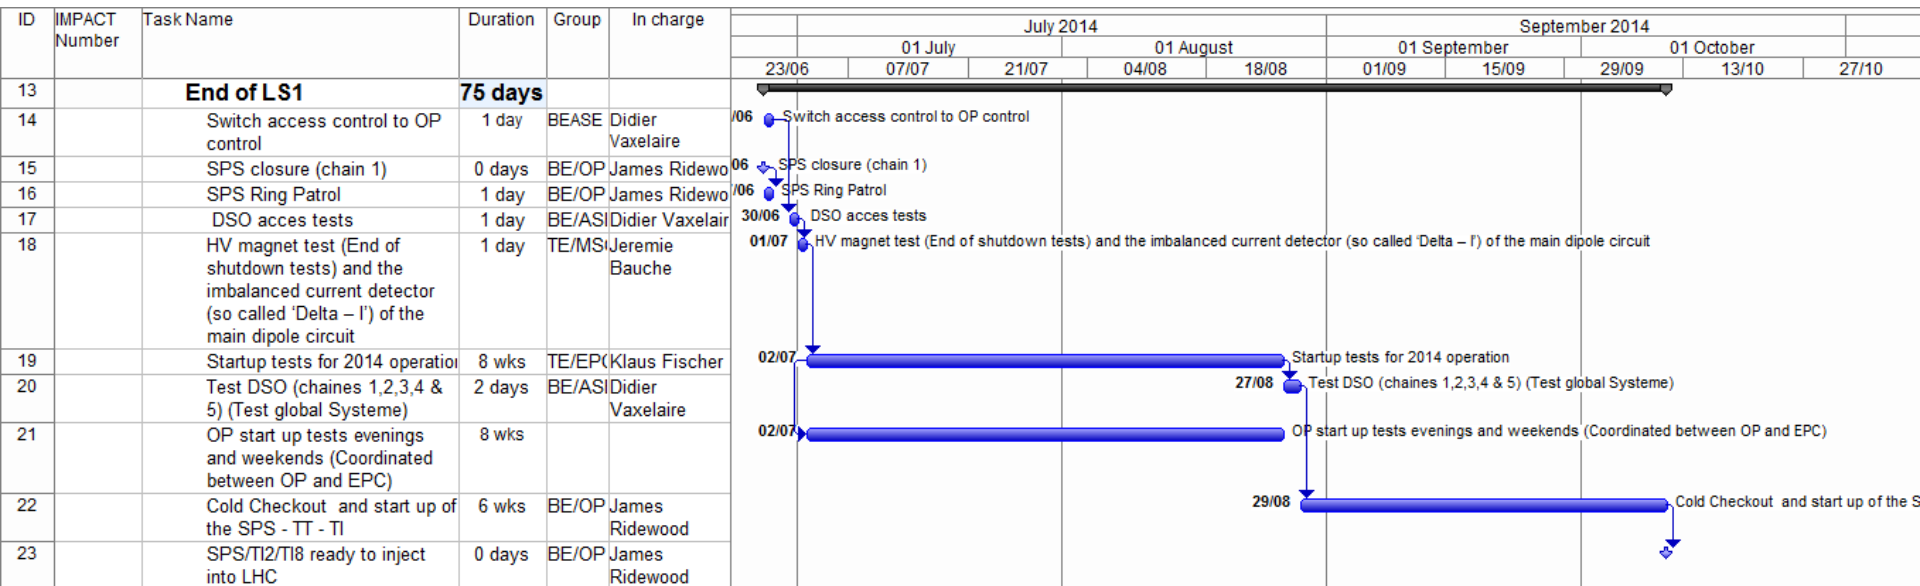 ID IMPACT Number Task Name Duration Group In charge
July 2014 September 2014
01 July 01 August 01 September 01 October
23/06 07/07 21/07 04/08 18/08 01/09 15/09 29/09 13/10 27/10
13 End of LS1 75 days
14 Switch access control to OP control 1 day BEASE Didier Vaxelaire /06 Switch access control to OP control
15 SPS closure (chain 1) 0 days BE/OP James Ridewo 06 SPS closure (chain 1)
16 SPS Ring Patrol 1 day BE/OP James Ridewo /06 SPS Ring Patrol
17 DSO acces tests 1 day BE/ASI Didier Vaxelair 30/06 DSO acces tests
18 HV magnet test (End of shutdown tests) and the imbalanced current detector (so called 'Delta – I') of the main dipole circuit 1 day TE/MS Jeremie Bauche 01/07 HV magnet test (End of shutdown tests) and the imbalanced current detector (so called 'Delta – I') of the main dipole circuit
19 Startup tests for 2014 operation 8 wks TE/EP Klaus Fischer 02/07 Startup tests for 2014 operation
20 Test DSO (chaines 1,2,3,4 & 5) (Test global Systeme) 2 days BE/ASI Didier Vaxelaire 27/08 Test DSO (chaines 1,2,3,4 & 5) (Test global Systeme)
21 OP start up tests evenings and weekends (Coordinated between OP and EPC) 8 wks 02/07 OP start up tests evenings and weekends (Coordinated between OP and EPC)
22 Cold Checkout and start up of the SPS - TT - TI 6 wks BE/OP James Ridewood 29/08 Cold Checkout and start up of the S
23 SPS/TI2/TI8 ready to inject into LHC 0 days BE/OP James Ridewood